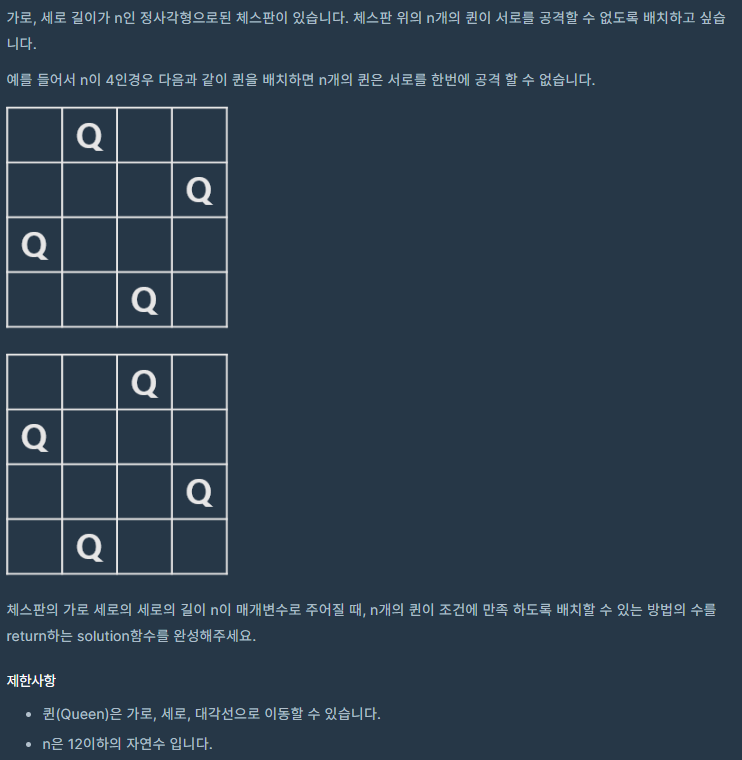 가로, 세로 길이가 n인 정사각형으로된 체스판이 있습니다. 체스판 위의 n개의 퀸이 서로를 공격할 수 없도록 배치하고 싶습
니다.
예를 들어서 n이 4인경우 다음과 같이 퀸을 배치하면 n개의 퀸은 서로를 한번에 공격 할 수 없습니다.
Q
Q
Q
Q
Q
Q
Q
Q
체스판의 가로 세로의 세로의 길이 n이 매개변수로 주어질 때, n개의 퀸이 조건에 만족 하도록 배치할 수 있는 방법의 수를
return하는 solution함수를 완성해주세요.
제한사항
• 퀸(Queen)은 가로, 세로, 대각선으로 이동할 수 있습니다.
• n은 12이하의 자연수 입니다.